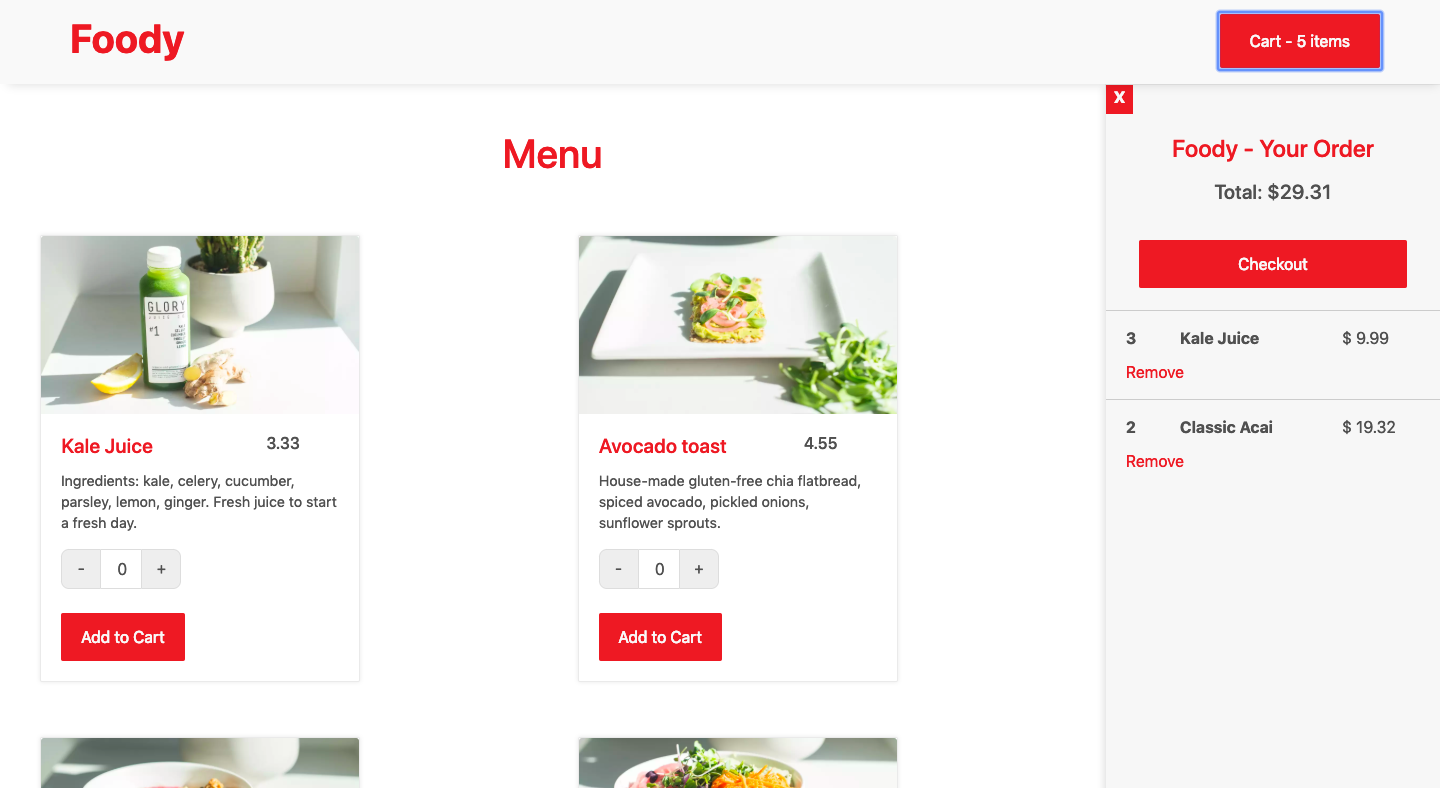 Foody
Cart - 5 items
X
Menu
Foody - Your Order
Total: $29.31
Checkout
3 Kale Juice $ 9.99
Remove
2 Classic Acai $ 19.32
Remove
GLORY
#1
Kale Juice 3.33
Ingredients: kale, celery, cucumber,
parsley, lemon, ginger. Fresh juice to start
a fresh day.
- 0 +
Add to Cart
Avocado toast 4.55
House-made gluten-free chia flatbread,
spiced avocado, pickled onions,
sunflower sprouts.
- 0 +
Add to Cart